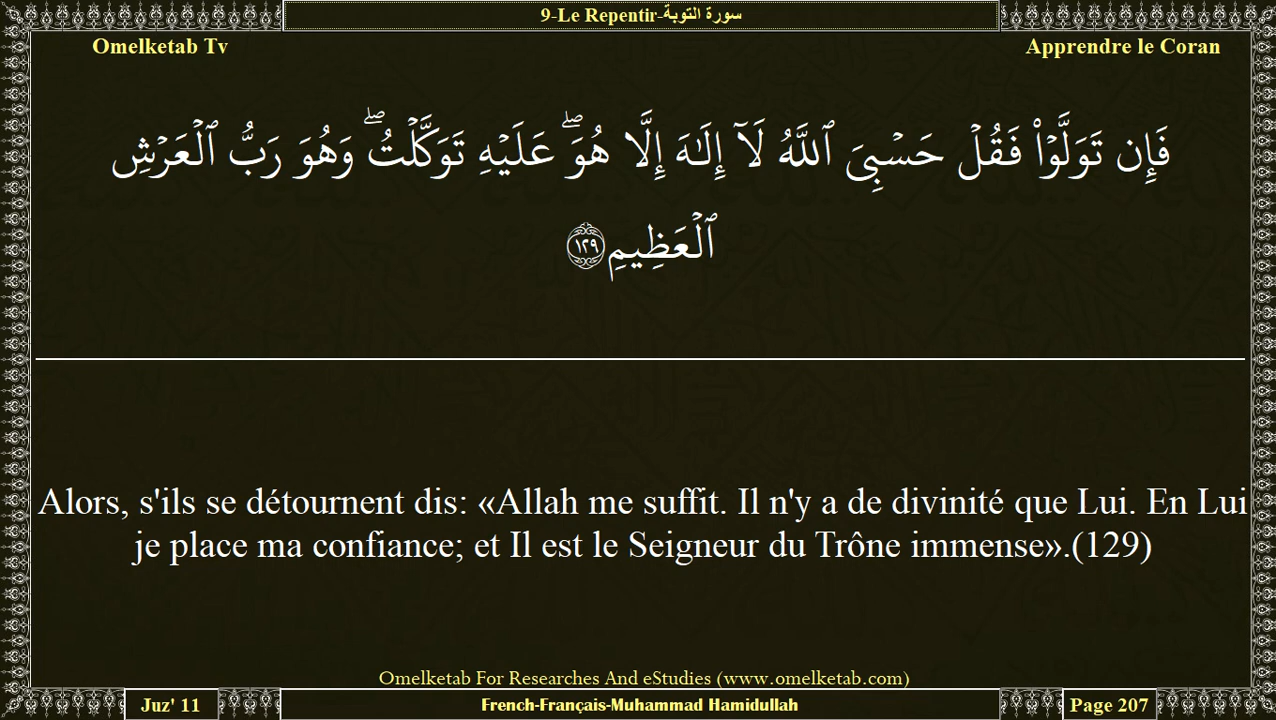 9-Le Repentir-سورة التوبة
Omelketab Tv
Apprendre le Coran
فَإِن تَوَلَّوۡاْ فَقُلۡ حَسۡبِيَ ٱللَّهُ لَآ إِلَٰهَ إِلَّا هُوَۖ عَلَيۡهِ تَوَكَّلۡتُۖ وَهُوَ رَبُّ ٱلۡعَرۡشِ
ٱلۡعَظِيمِ ١٢٩
Alors, s'ils se détournent dis: «Allah me suffit. Il n'y a de divinité que Lui. En Lui
je place ma confiance; et Il est le Seigneur du Trône immense».(129)
Omelketab For Researches And eStudies (www.omelketab.com)
Juz' 11
French-Français-Muhammad Hamidullah
Page 207